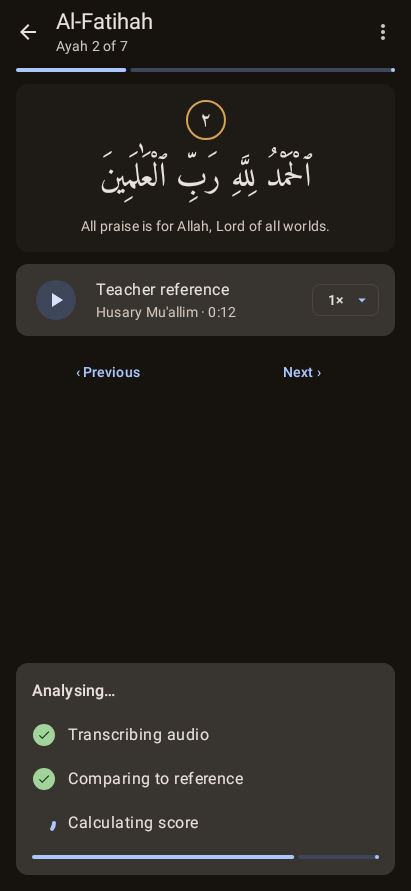 Al-Fatihah
Ayah 2 of 7
٢
ٱلْحَمْدُ لِلَّهِ رَبِّ ٱلْعَٰلَمِينَ
All praise is for Allah, Lord of all worlds.
Teacher reference
Husary Mu'allim · 0:12
1×
‹ Previous
Next ›
Analysing…
Transcribing audio
Comparing to reference
Calculating score